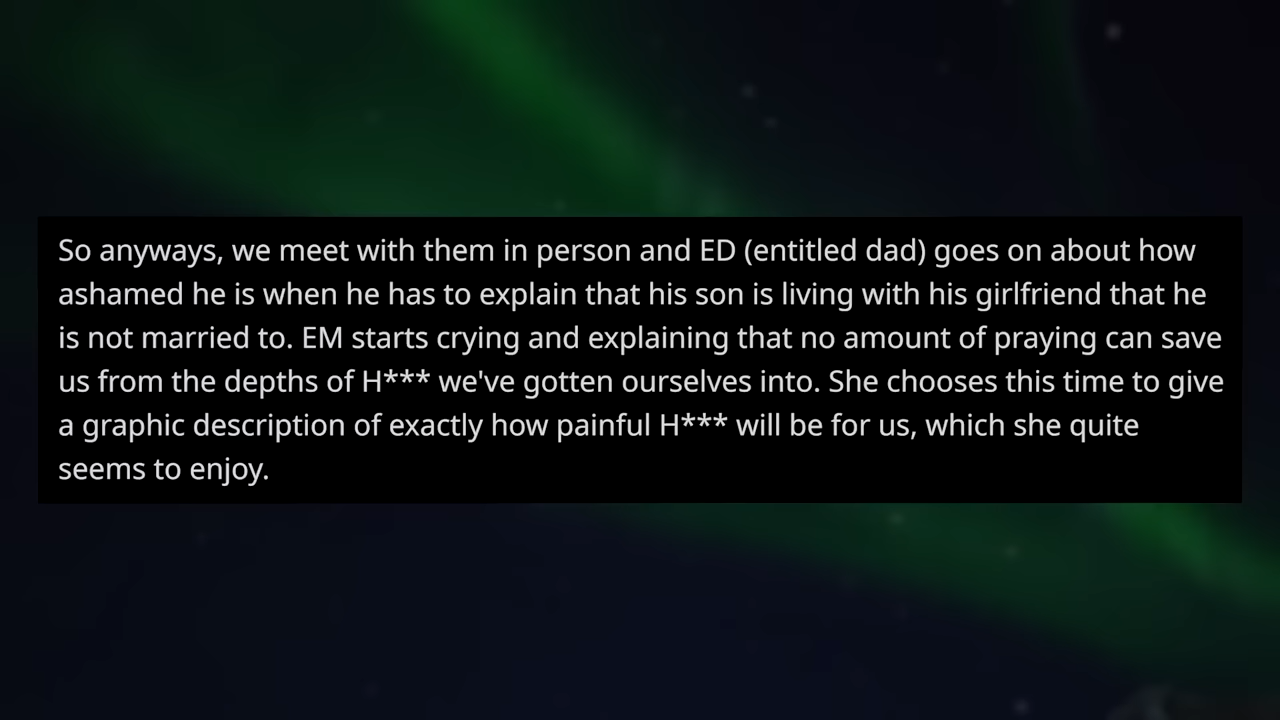 So anyways, we meet with them in person and ED (entitled dad) goes on about how
ashamed he is when he has to explain that his son is living with his girlfriend that he
is not married to. EM starts crying and explaining that no amount of praying can save
us from the depths of H*** we've gotten ourselves into. She chooses this time to give
a graphic description of exactly how painful H*** will be for us, which she quite
seems to enjoy.